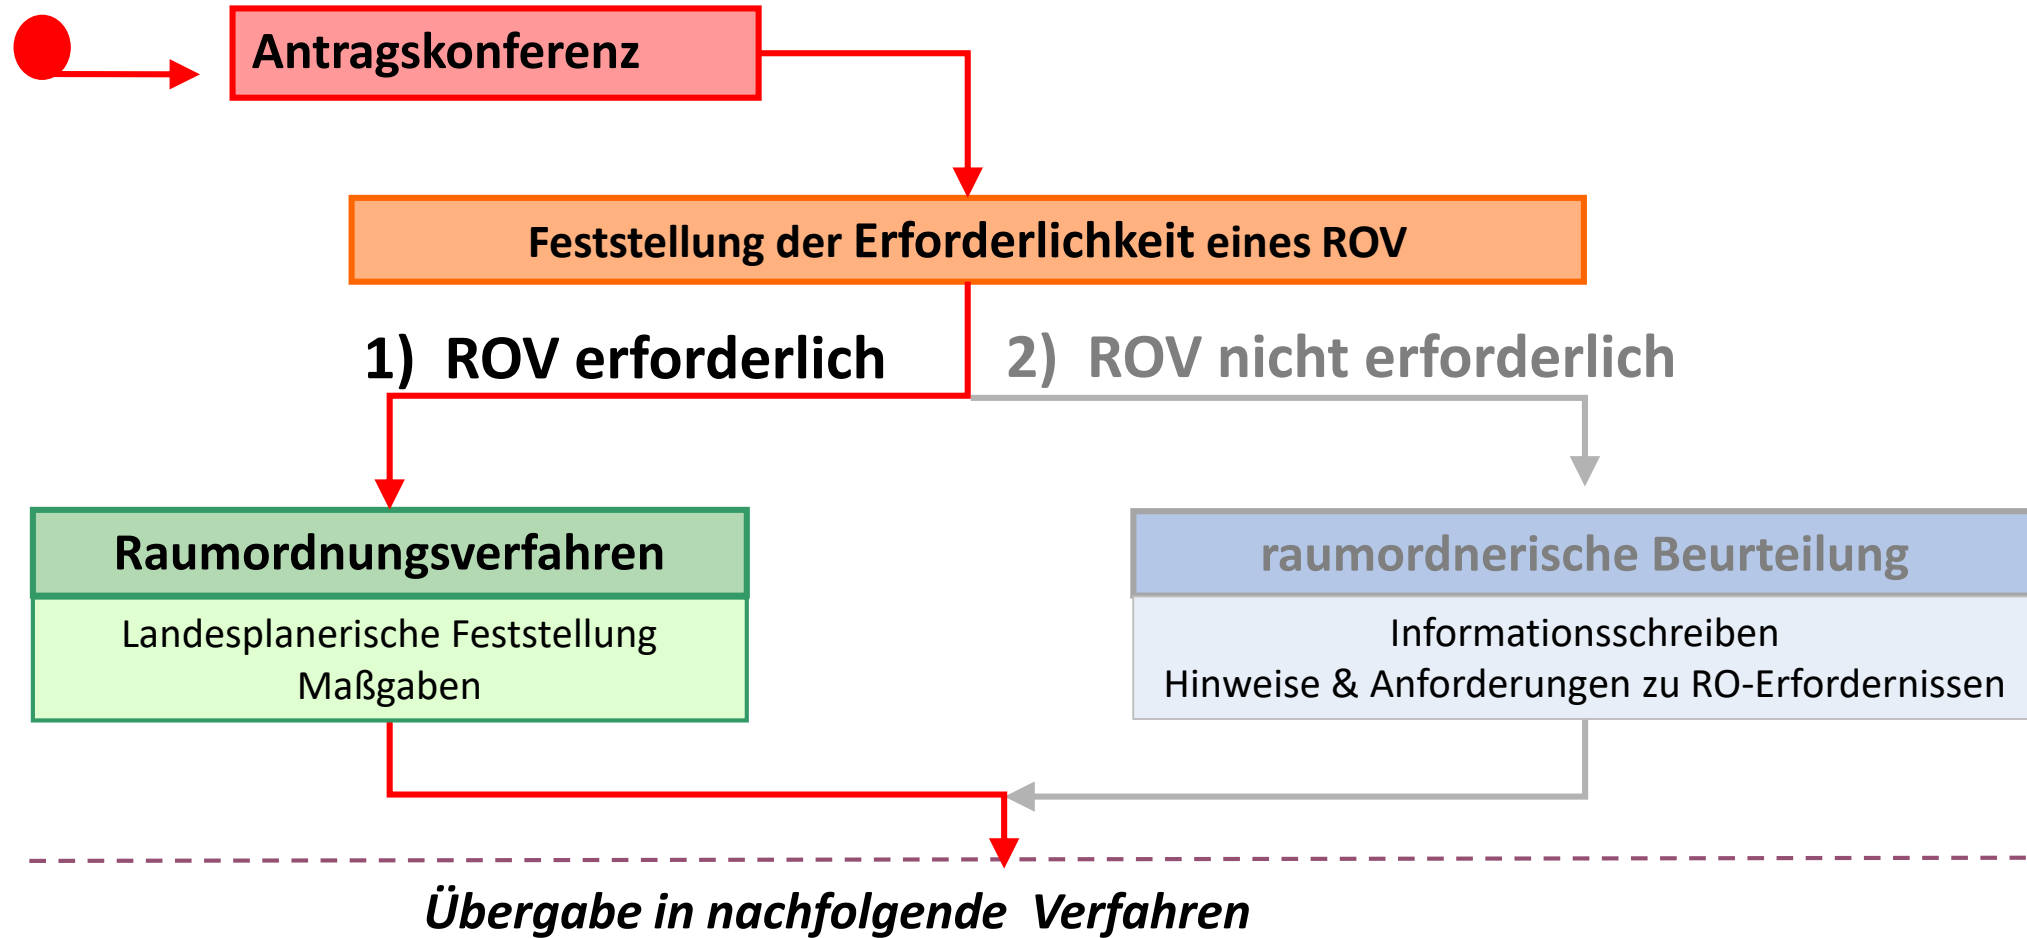 Antragskonferenz
Feststellung der Erforderlichkeit eines ROV
1) ROV erforderlich
2) ROV nicht erforderlich
Raumordnungsverfahren
Landesplanerische Feststellung
Maßgaben
raumordnerische Beurteilung
Informationsschreiben
Hinweise & Anforderungen zu RO-Erfordernissen
Übergabe in nachfolgende Verfahren